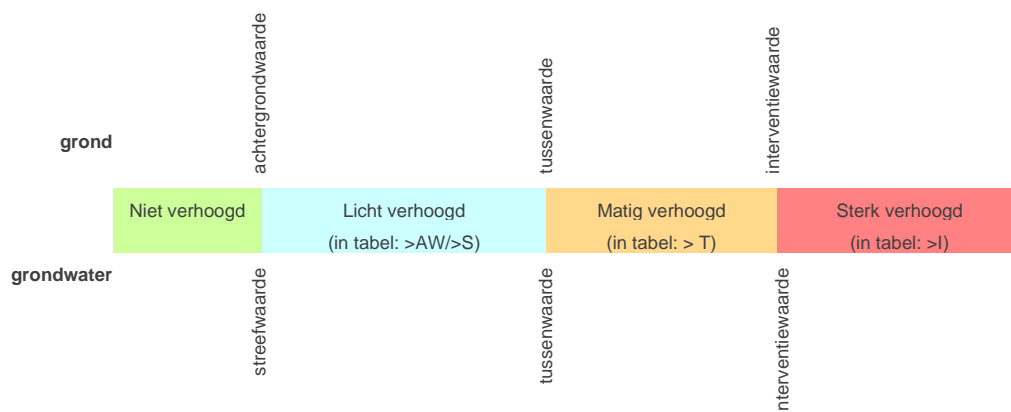 achtergrondwaarde
tussenwaarde
interventiewaarde
grond
Niet verhoogd
Licht verhoogd
(in tabel: >AW/>S)
Matig verhoogd
(in tabel: > T)
Sterk verhoogd
(in tabel: >I)
grondwater
streefwaarde
tussenwaarde
interventiewaarde